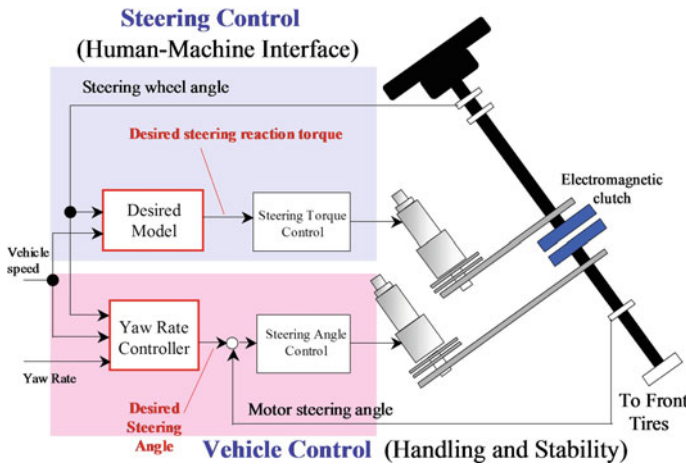 Steering Control
(Human-Machine Interface)
Steering wheel angle
Desired steering reaction torque
Electromagnetic
clutch
Desired
Model
Steering Torque
Control
Vehicle
speed
Yaw Rate
Controller
Steering Angle
Control
Yaw Rate
Desired
Steering
Angle
Motor steering angle
To Front
Tires
Vehicle Control (Handling and Stability)